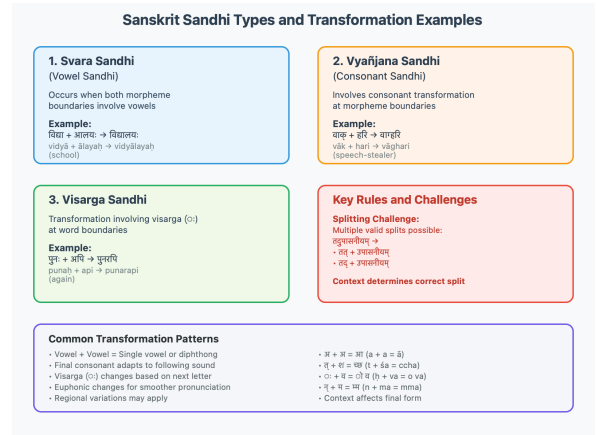 Sanskrit Sandhi Types and Transformation Examples
1. Svara Sandhi
(Vowel Sandhi)
Occurs when both morpheme
boundaries involve vowels
Example:
विद्या + आलयः → विद्यालयः
vidyā + ālayaḥ → vidyālayaḥ
(school)
2. Vyañjana Sandhi
(Consonant Sandhi)
Involves consonant transformation
at morpheme boundaries
Example:
वाक् + हरि → वाग्हरि
vāk + hari → vāghari
(speech-stealer)
3. Visarga Sandhi
Transformation involving visarga (ः)
at word boundaries
Example:
पुनः + अपि → पुनरपि
punaḥ + api → punarapi
(again)
Key Rules and Challenges
Splitting Challenge:
Multiple valid splits possible:
तदुपासनीयम् →
• तत् + उपासनीयम्
• तद् + उपासनीयम्
Context determines correct split
Common Transformation Patterns
• Vowel + Vowel = Single vowel or diphthong
• Final consonant adapts to following sound
• Visarga (ः) changes based on next letter
• Euphonic changes for smoother pronunciation
• Regional variations may apply
• अ + अ = आ (a + a = ā)
• त् + श = च्छ (t + śa = ccha)
• ः + व = ो व (ḥ + va = o va)
• न् + म = म्म (n + ma = mma)
• Context affects final form